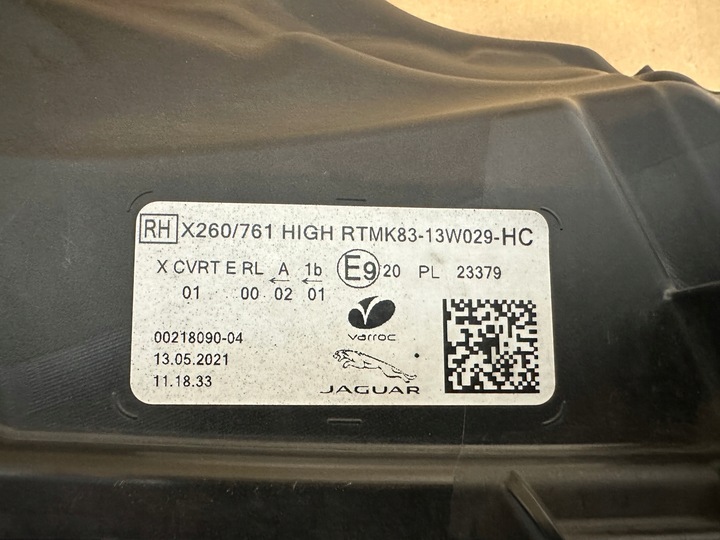 RH X260/761 HIGH RTMK83-13W029-HC
X CVRT E RL A 1b E9 20 PL 23379
01 00 02 01
varroc
00218090-04
13.05.2021
11.18.33
JAGUAR